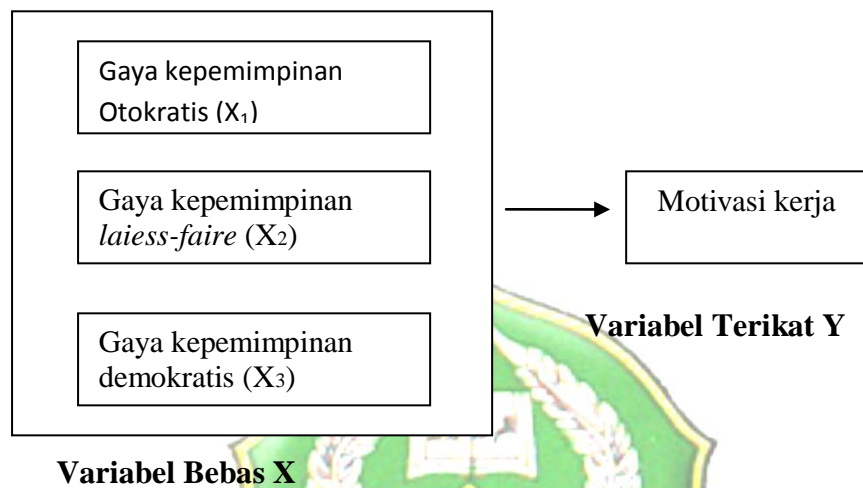 Gaya kepemimpinan
Otokratis (X₁)
Gaya kepemimpinan
laiess-faire (X₂)
Gaya kepemimpinan
demokratis (X₃)
Variabel Bebas X
Motivasi kerja
Variabel Terikat Y